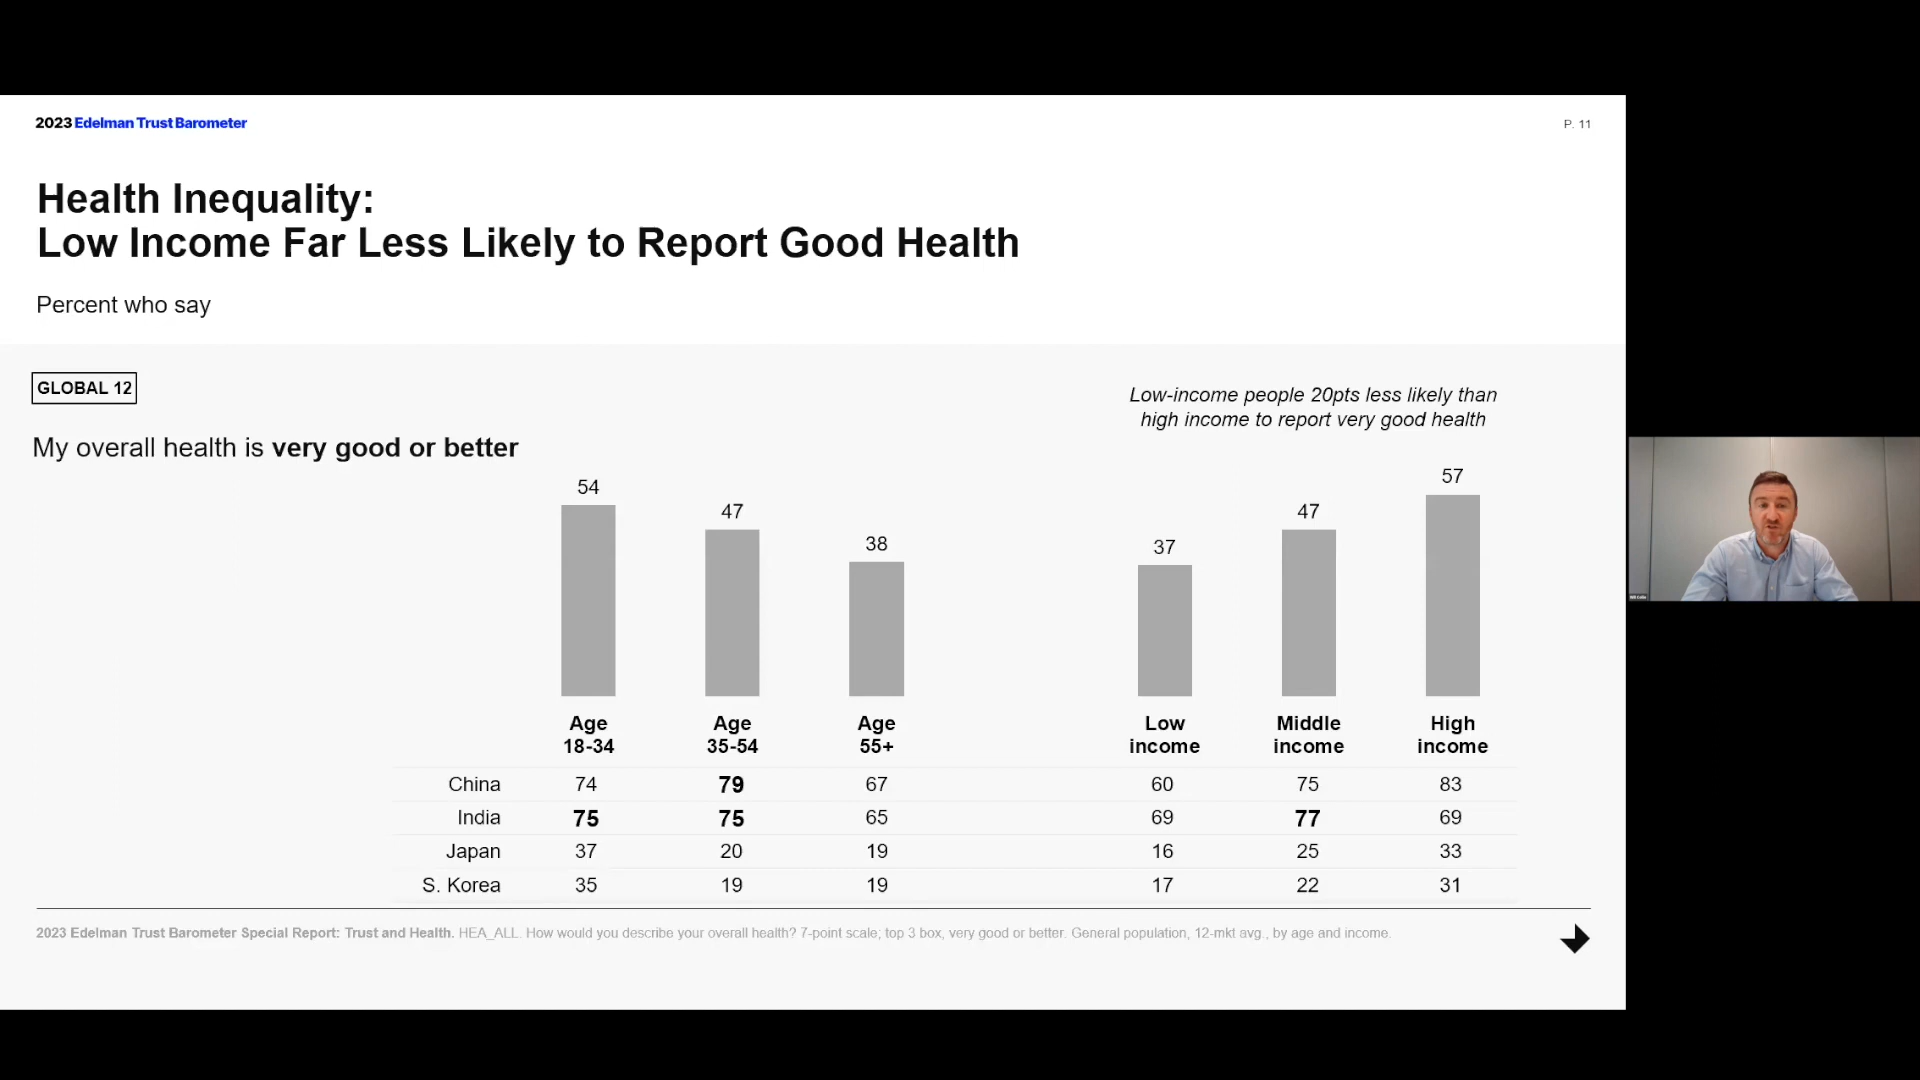 2023 Edelman Trust Barometer
P. 11
Health Inequality:
Low Income Far Less Likely to Report Good Health
Percent who say
GLOBAL 12
Low-income people 20pts less likely than
high income to report very good health
My overall health is very good or better
54 47 38 37 47 57
Age 18-34
Age 35-54
Age 55+
Low income
Middle income
High income
China 74 79 67 60 75 83
India 75 75 65 69 77 69
Japan 37 20 19 16 25 33
S. Korea 35 19 19 17 22 31
2023 Edelman Trust Barometer Special Report: Trust and Health. HEA_ALL. How would you describe your overall health? 7-point scale; top 3 box, very good or better. General population, 12-mkt avg., by age and income.